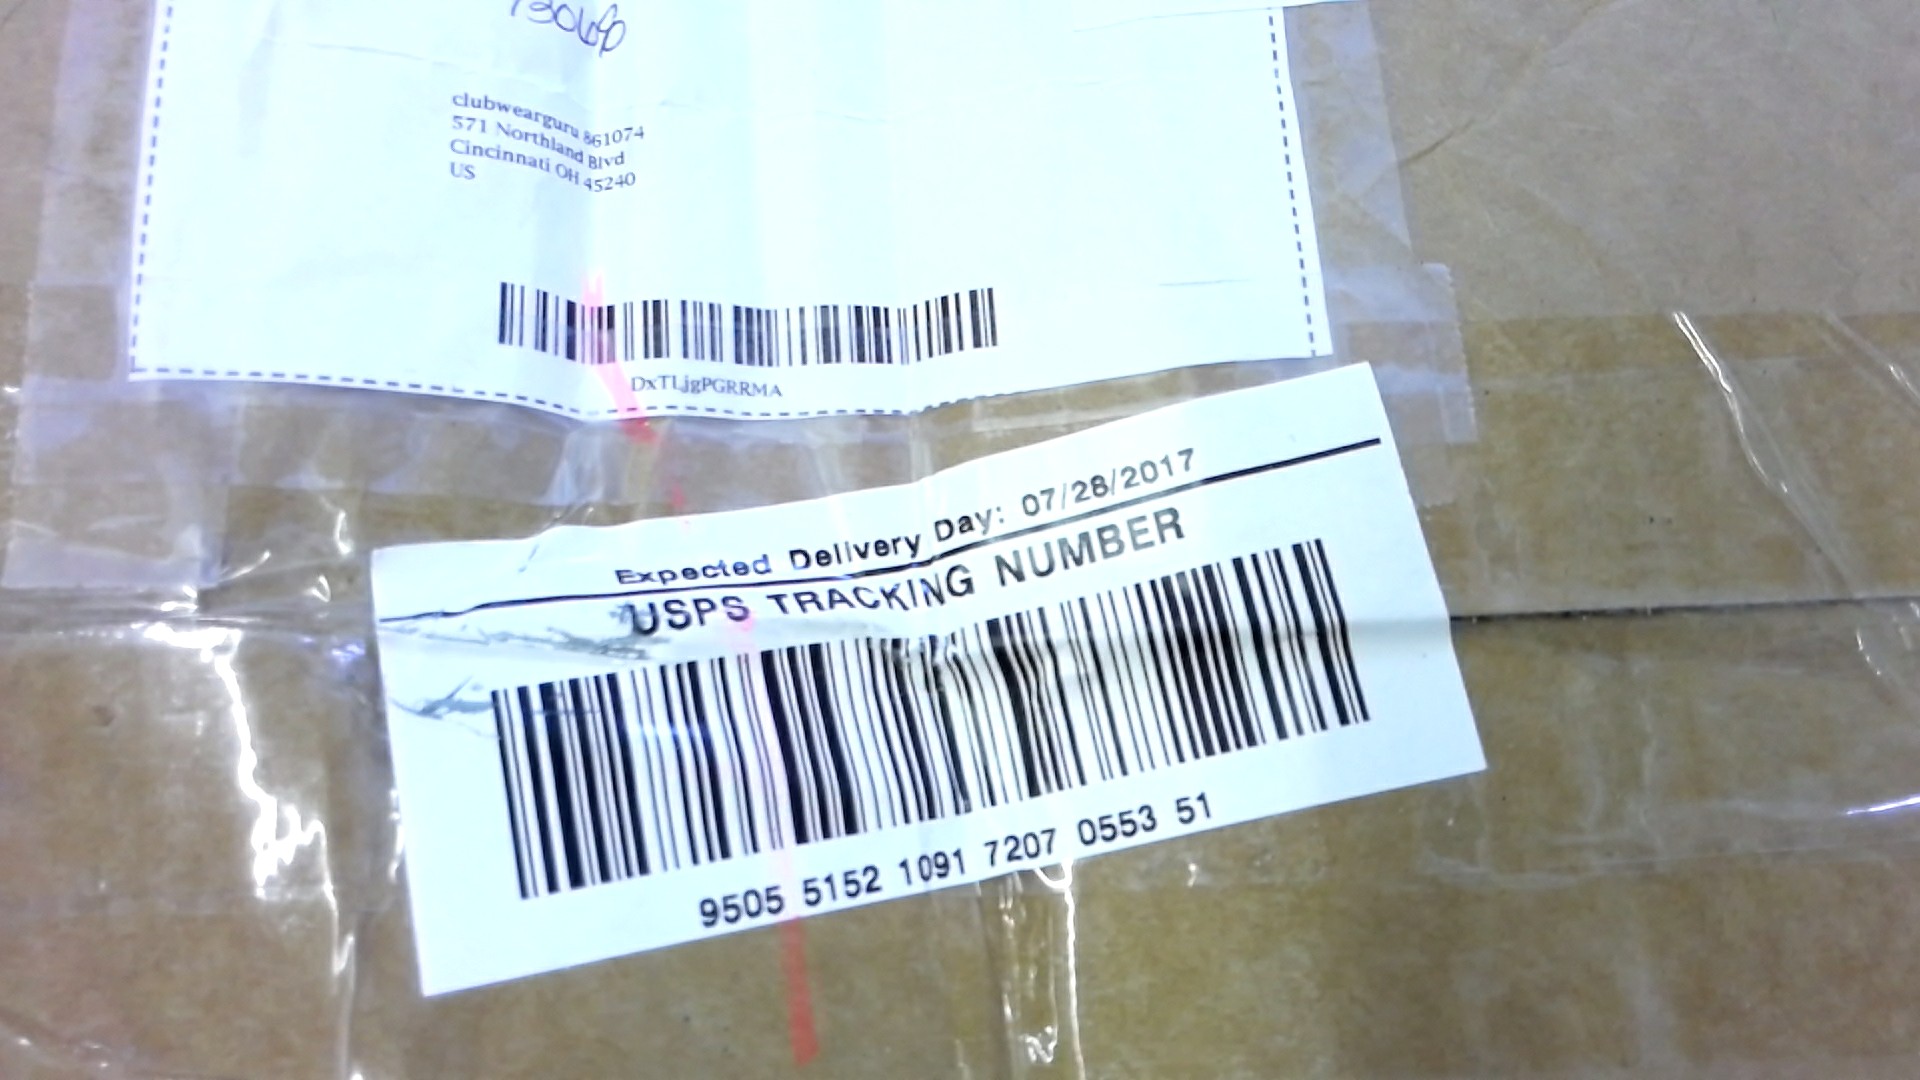 clubwearguru 861074
571 Northland Blvd
Cincinnati OH 45240
US
DxTLjgPGRRMA
Expected Delivery Day: 07/28/2017
USPS TRACKING NUMBER
9505 5152 1091 7207 0553 51